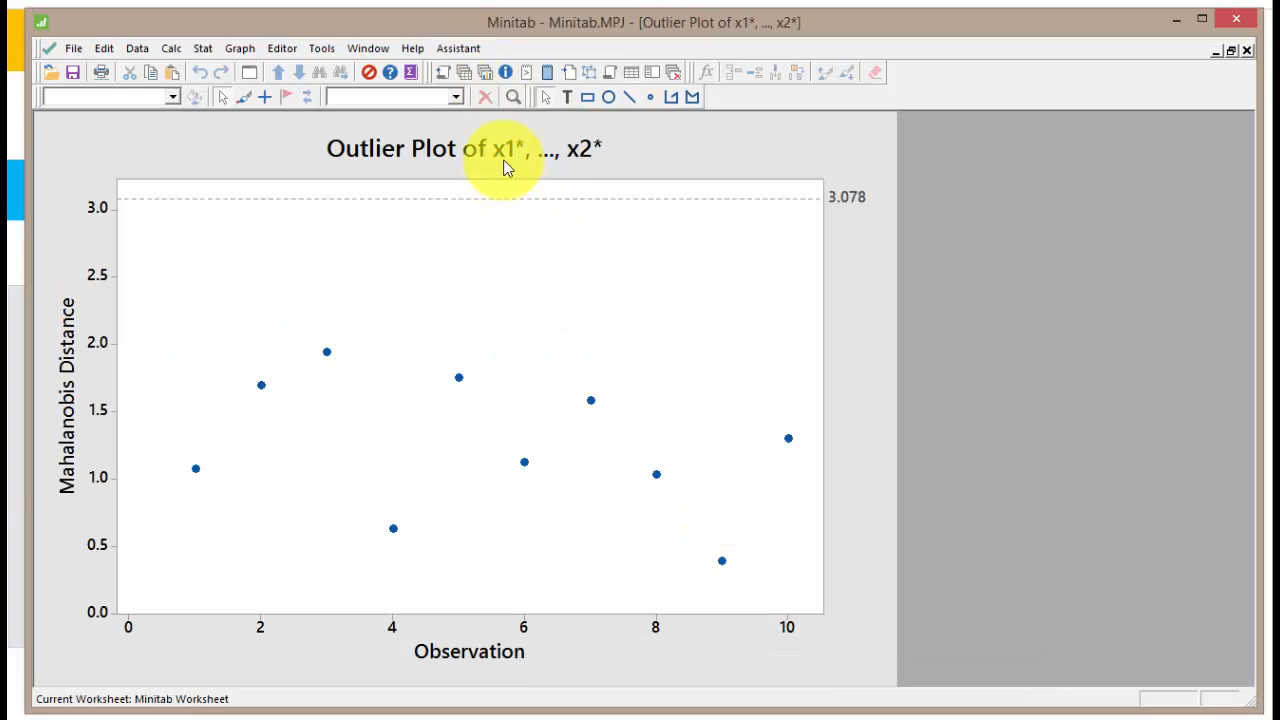 Minitab - Minitab.MPJ - [Outlier Plot of x1*, ..., x2*]
File Edit Data Calc Stat Graph Editor Tools Window Help Assistant
Outlier Plot of x1*, ..., x2*
3.078
3.0
2.5
2.0
1.5
1.0
0.5
0.0
Mahalanobis Distance
0 2 4 6 8 10
Observation
Current Worksheet: Minitab Worksheet